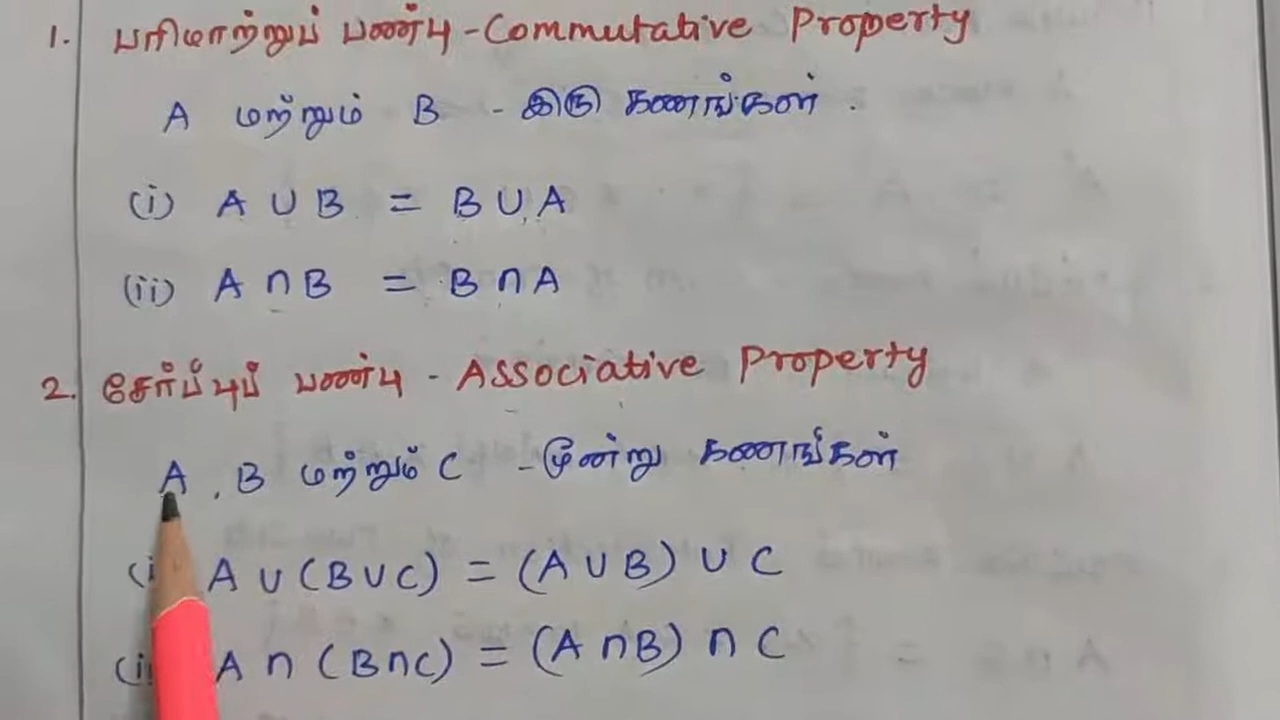 1. பரிமாற்றுப் பண்பு - Commutative Property
A மற்றும் B - இரு கணங்கள் .
(i) A ∪ B = B ∪ A
(ii) A ∩ B = B ∩ A
2. சேர்ப்புப் பண்பு - Associative Property
A , B மற்றும் C - மூன்று கணங்கள்
(i A ∪ (B ∪ C) = (A ∪ B) ∪ C
(i A ∩ (B ∩ C) = (A ∩ B) ∩ C